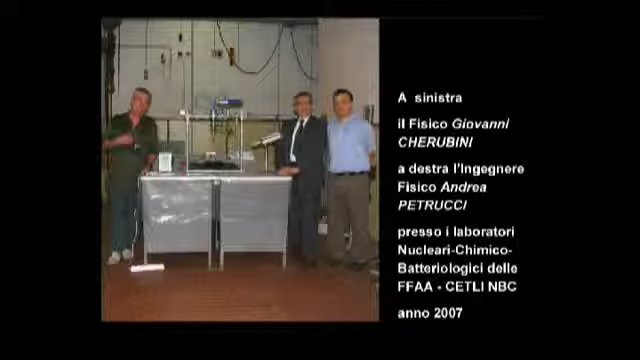 A sinistra
il Fisico Giovanni
CHERUBINI
a destra l'Ingegnere
Fisico Andrea
PETRUCCI
presso i laboratori
Nucleari-Chimico-
Batteriologici delle
FFAA - CETLI NBC
anno 2007